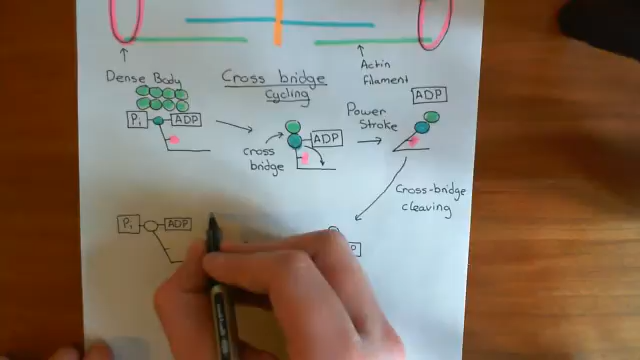 Dense Body
Cross bridge
Cycling
Actin
Filament
ADP
Pi
ADP
Power
Stroke
ADP
cross
bridge
Cross-bridge
cleaving
Pi
ADP